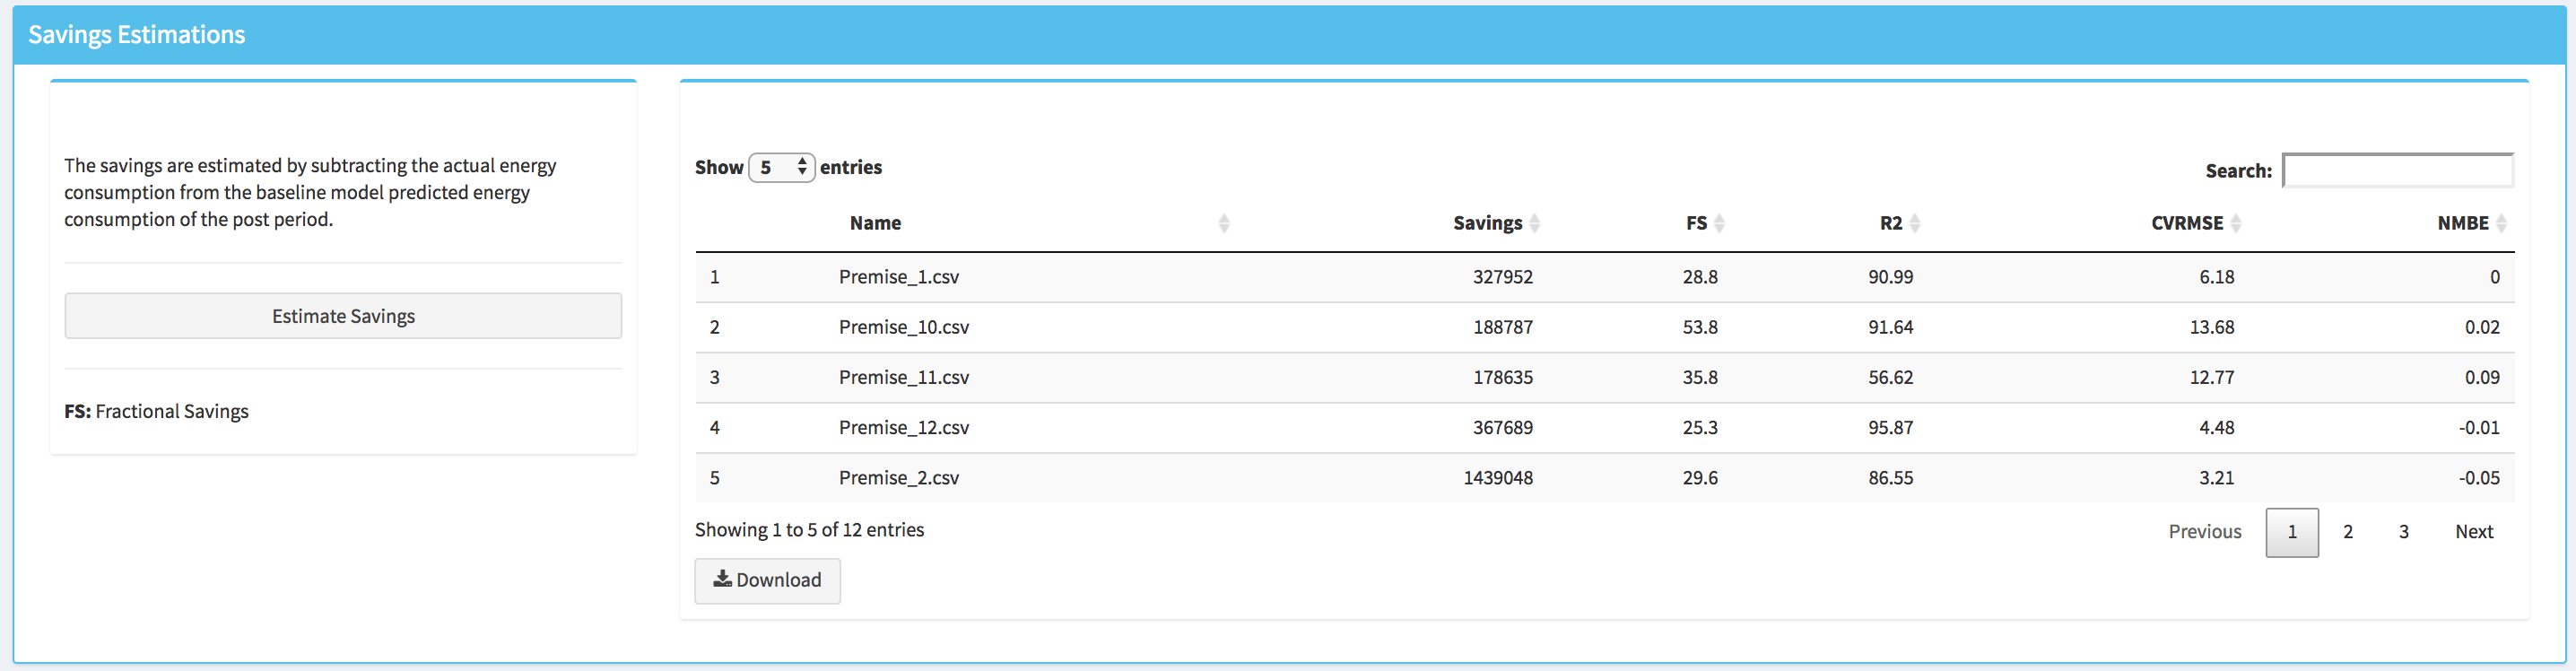 Savings Estimations
The savings are estimated by subtracting the actual energy
consumption from the baseline model predicted energy
consumption of the post period.
Estimate Savings
FS: Fractional Savings
Show 5 entries
Search:
Name Savings FS R2 CVRMSE NMBE
1 Premise_1.csv 327952 28.8 90.99 6.18 0
2 Premise_10.csv 188787 53.8 91.64 13.68 0.02
3 Premise_11.csv 178635 35.8 56.62 12.77 0.09
4 Premise_12.csv 367689 25.3 95.87 4.48 -0.01
5 Premise_2.csv 1439048 29.6 86.55 3.21 -0.05
Showing 1 to 5 of 12 entries
Previous 1 2 3 Next
Download